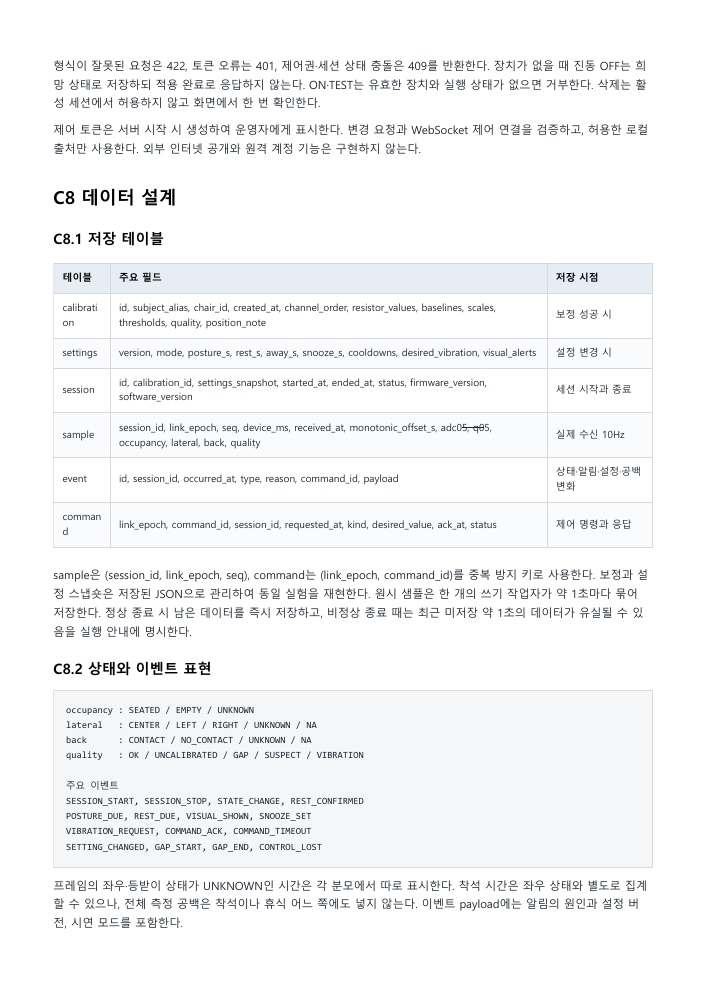 형식이 잘못된 요청은 422, 토큰 오류는 401, 제어권·세션 상태 충돌은 409를 반환한다. 장치가 없을 때 진동 OFF는 희
망 상태로 저장하되 적용 완료로 응답하지 않는다. ON·TEST는 유효한 장치와 실행 상태가 없으면 거부한다. 삭제는 활
성 세션에서 허용하지 않고 화면에서 한 번 확인한다.
제어 토큰은 서버 시작 시 생성하여 운영자에게 표시한다. 변경 요청과 WebSocket 제어 연결을 검증하고, 허용한 로컬
출처만 사용한다. 외부 인터넷 공개와 원격 계정 기능은 구현하지 않는다.
C8 데이터 설계
C8.1 저장 테이블
테이블 주요 필드 저장 시점
calibrati
on
id, subject_alias, chair_id, created_at, channel_order, resistor_values, baselines, scales,
thresholds, quality, position_note
보정 성공 시
settings version, mode, posture_s, rest_s, away_s, snooze_s, cooldowns, desired_vibration, visual_alerts 설정 변경 시
session
id, calibration_id, settings_snapshot, started_at, ended_at, status, firmware_version,
software_version
세션 시작과 종료
sample
session_id, link_epoch, seq, device_ms, received_at, monotonic_offset_s, adc05, q05,
occupancy, lateral, back, quality
실제 수신 10Hz
event id, session_id, occurred_at, type, reason, command_id, payload
상태·알림·설정·공백
변화
comman
d
link_epoch, command_id, session_id, requested_at, kind, desired_value, ack_at, status
제어 명령과 응답
sample은 (session_id, link_epoch, seq), command는 (link_epoch, command_id)를 중복 방지 키로 사용한다. 보정과 설
정 스냅숏은 저장된 JSON으로 관리하여 동일 실험을 재현한다. 원시 샘플은 한 개의 쓰기 작업자가 약 1초마다 묶어
저장한다. 정상 종료 시 남은 데이터를 즉시 저장하고, 비정상 종료 때는 최근 미저장 약 1초의 데이터가 유실될 수 있
음을 실행 안내에 명시한다.
C8.2 상태와 이벤트 표현
occupancy : SEATED / EMPTY / UNKNOWN
lateral : CENTER / LEFT / RIGHT / UNKNOWN / NA
back : CONTACT / NO_CONTACT / UNKNOWN / NA
quality : OK / UNCALIBRATED / GAP / SUSPECT / VIBRATION
주요 이벤트
SESSION_START, SESSION_STOP, STATE_CHANGE, REST_CONFIRMED
POSTURE_DUE, REST_DUE, VISUAL_SHOWN, SNOOZE_SET
VIBRATION_REQUEST, COMMAND_ACK, COMMAND_TIMEOUT
SETTING_CHANGED, GAP_START, GAP_END, CONTROL_LOST
프레임의 좌우·등받이 상태가 UNKNOWN인 시간은 각 분모에서 따로 표시한다. 착석 시간은 좌우 상태와 별도로 집계
할 수 있으나, 전체 측정 공백은 착석이나 휴식 어느 쪽에도 넣지 않는다. 이벤트 payload에는 알림의 원인과 설정 버
전, 시연 모드를 포함한다.